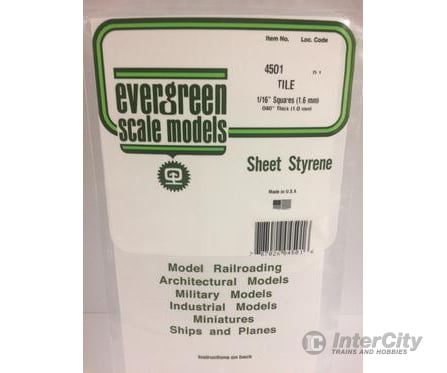 Item No. Loc. Code
4501
TILE
1/16" Squares (1.6 mm)
.040" Thick (1.0 mm)
evergreen
scale models
Sheet Styrene
Made in U.S.A
Model Railroading
Architectural Models
Military Models
Industrial Models
Miniatures
Ships and Planes
Instructions on back
IC InterCity
TRAINS AND HOBBIES